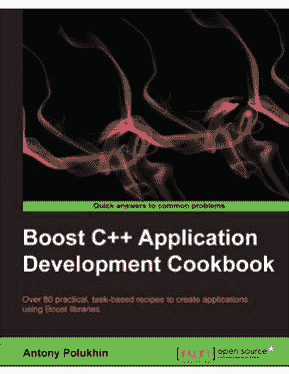 Quick answers to common problems
Boost C++ Application
Development Cookbook
Over 80 practical, task-based recipes to create applications
using Boost libraries
Antony Polukhin
open source